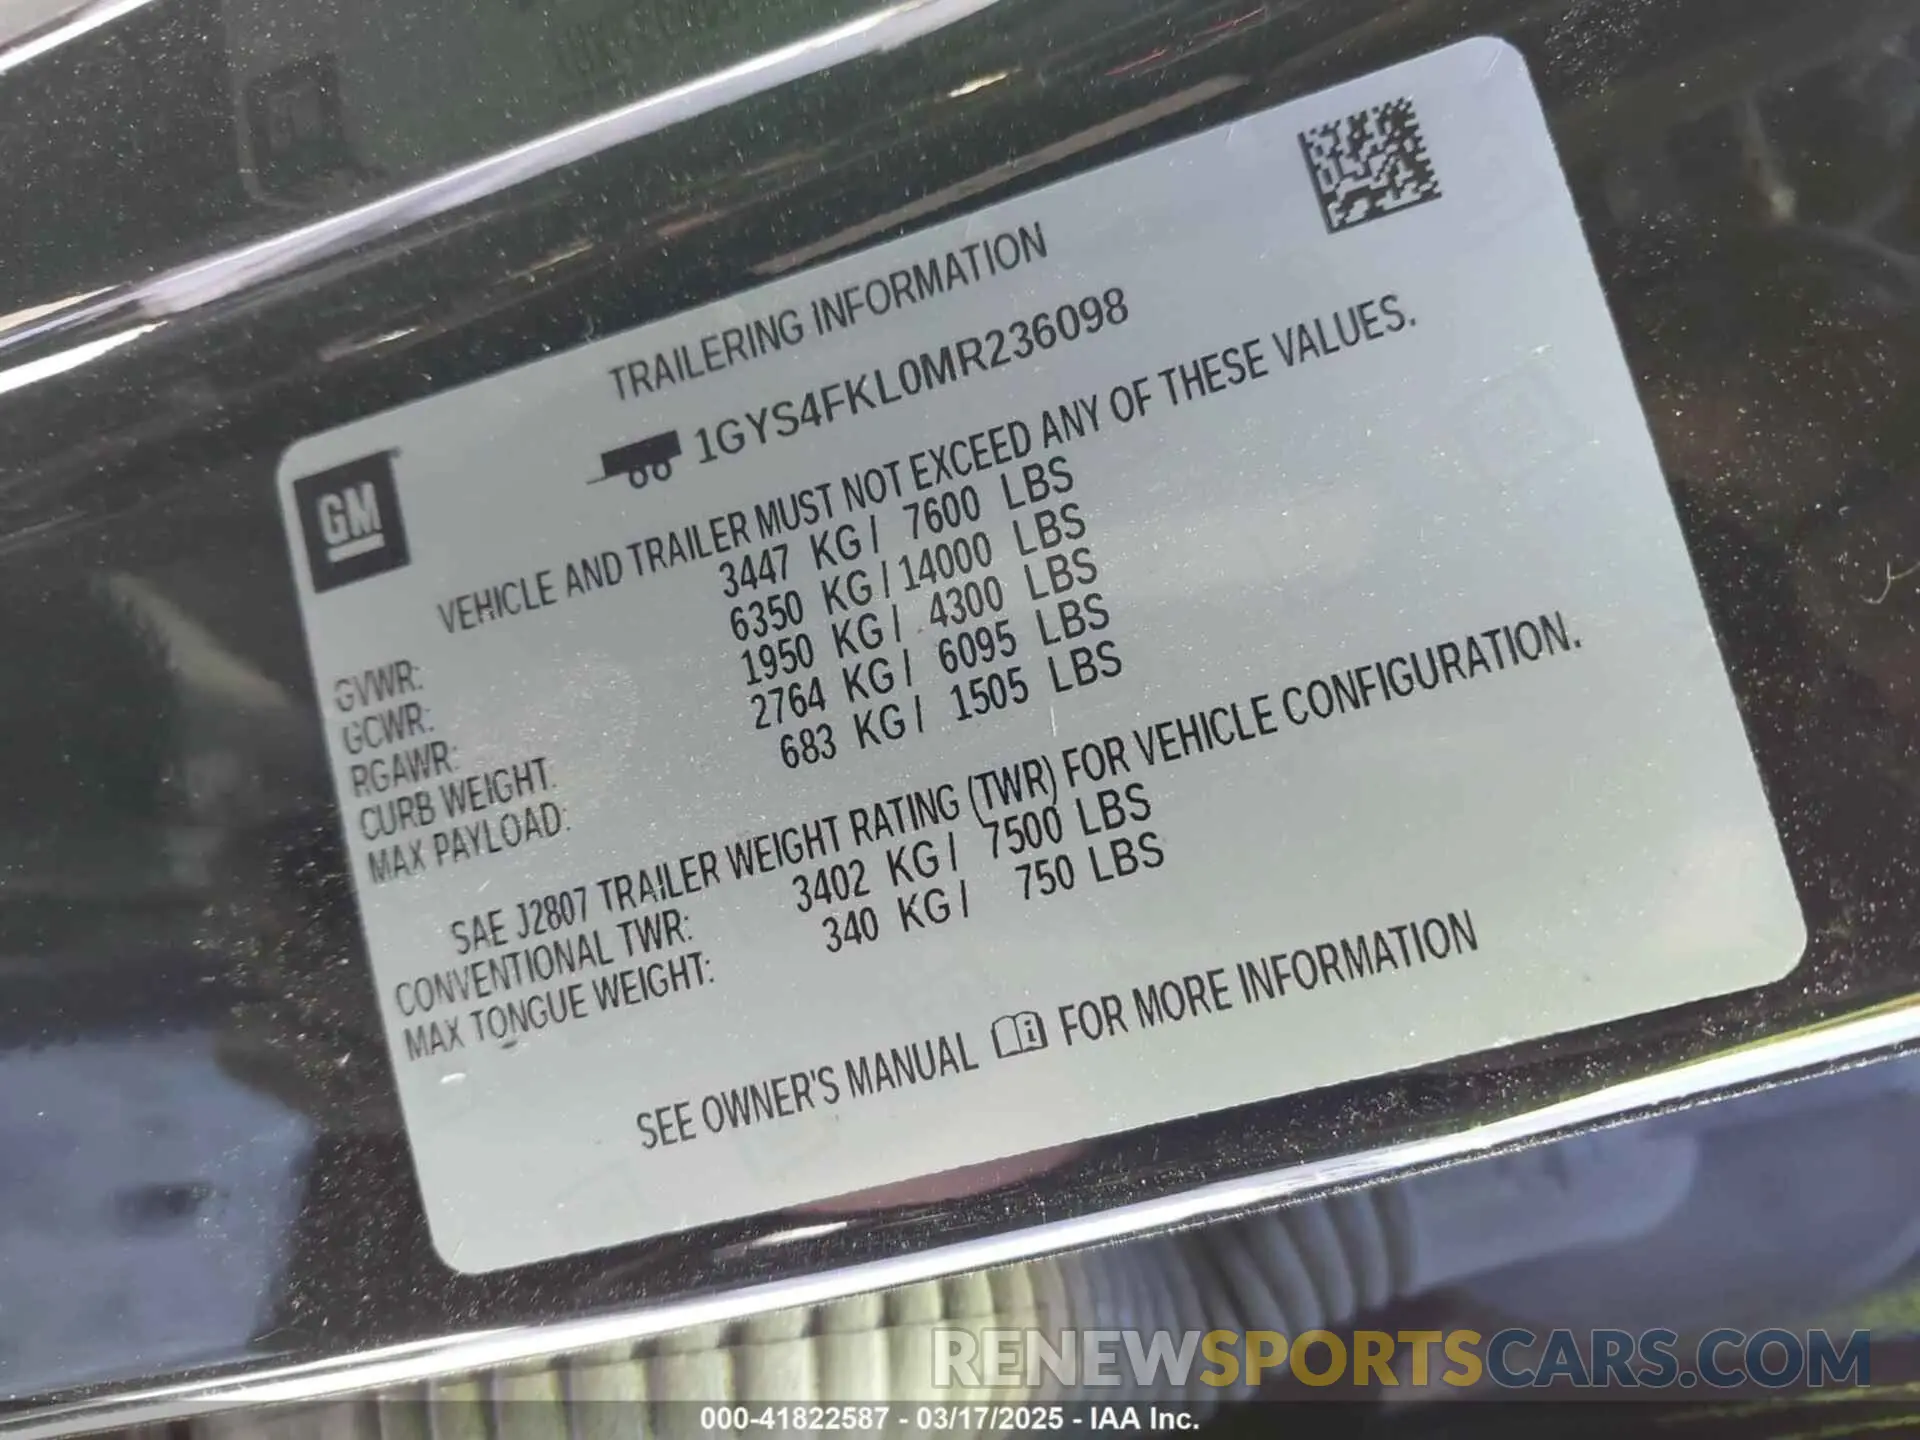 TRAILERING INFORMATION
1GYS4FKL0MR236098
GM
VEHICLE AND TRAILER MUST NOT EXCEED ANY OF THESE VALUES.
GVWR: 3447 KG/ 7600 LBS
GCWR: 6350 KG/14000 LBS
RGAWR: 1950 KG/ 4300 LBS
CURB WEIGHT: 2764 KG/ 6095 LBS
MAX PAYLOAD: 683 KG/ 1505 LBS
SAE J2807 TRAILER WEIGHT RATING (TWR) FOR VEHICLE CONFIGURATION.
CONVENTIONAL TWR: 3402 KG/ 7500 LBS
MAX TONGUE WEIGHT: 340 KG/ 750 LBS
SEE OWNER'S MANUAL FOR MORE INFORMATION
RENEWSPORTSCARS.COM
000-41822587 - 03/17/2025 - IAA Inc.